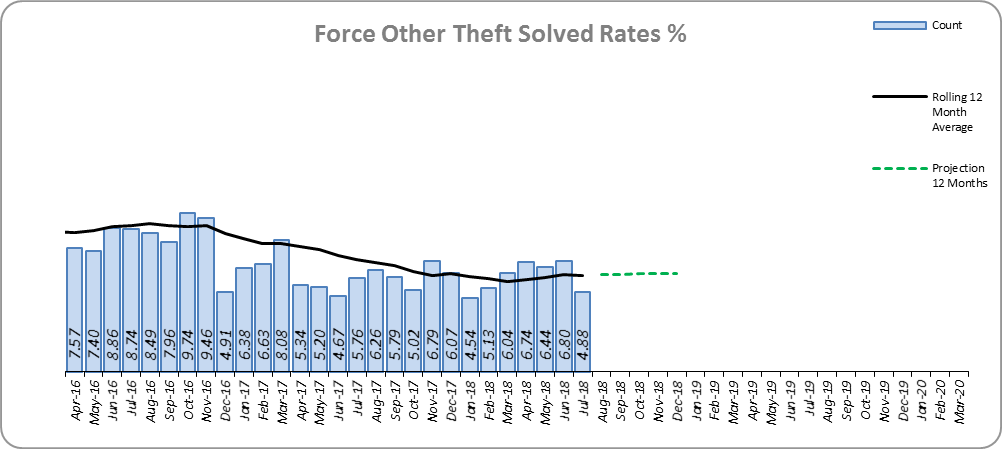 Force Other Theft Solved Rates %
Count
Rolling 12
Month
Average
Projection
12 Months
7.57
7.40
8.86
8.74
8.49
7.96
9.74
9.46
4.91
6.38
6.63
8.08
5.34
5.20
4.67
5.76
6.26
5.79
5.02
6.79
6.07
4.54
5.13
6.04
6.74
6.44
6.80
4.88
Apr-16
May-16
Jun-16
Jul-16
Aug-16
Sep-16
Oct-16
Nov-16
Dec-16
Jan-17
Feb-17
Mar-17
Apr-17
May-17
Jun-17
Jul-17
Aug-17
Sep-17
Oct-17
Nov-17
Dec-17
Jan-18
Feb-18
Mar-18
Apr-18
May-18
Jun-18
Jul-18
Aug-18
Sep-18
Oct-18
Nov-18
Dec-18
Jan-19
Feb-19
Mar-19
Apr-19
May-19
Jun-19
Jul-19
Aug-19
Sep-19
Oct-19
Nov-19
Dec-19
Jan-20
Feb-20
Mar-20